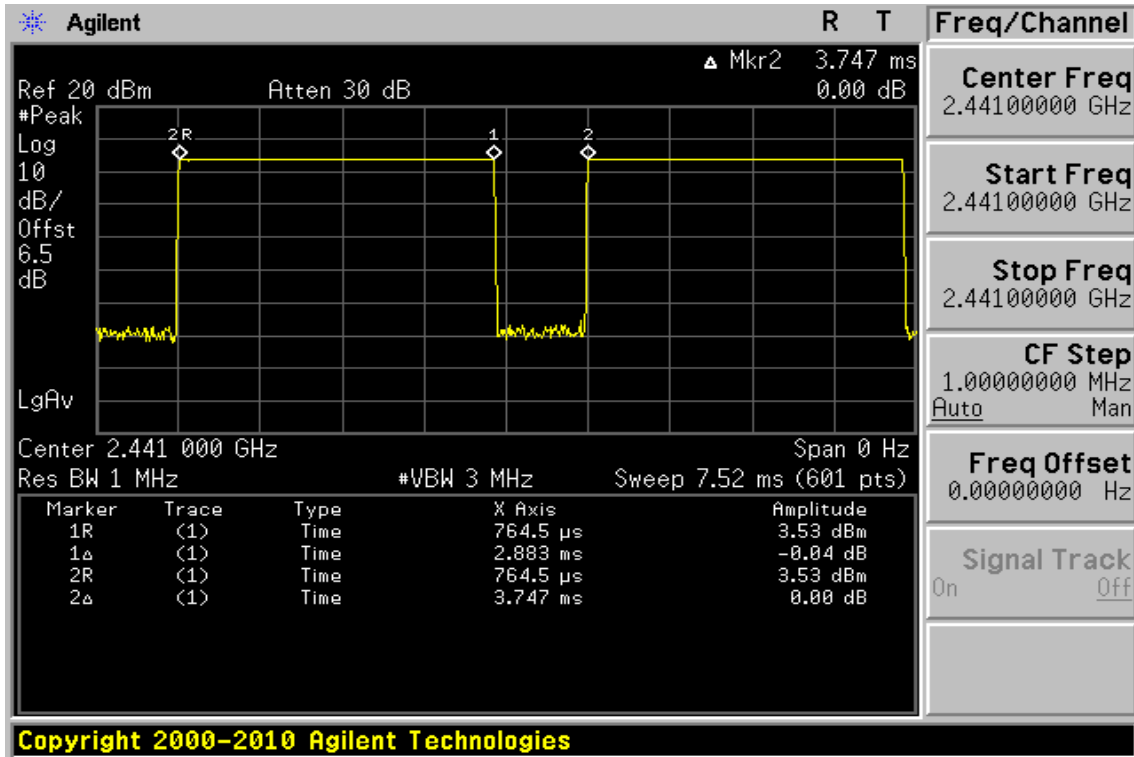 Agilent R T
Δ Mkr2 3.747 ms
Ref 20 dBm Atten 30 dB 0.00 dB
#Peak
Log
10
dB/
Offst
6.5
dB
LgAv
2R 1 2
Center 2.441 000 GHz Span 0 Hz
Res BW 1 MHz #VBW 3 MHz Sweep 7.52 ms (601 pts)
Marker Trace Type X Axis Amplitude
1R (1) Time 764.5 µs 3.53 dBm
1Δ (1) Time 2.883 ms -0.04 dB
2R (1) Time 764.5 µs 3.53 dBm
2Δ (1) Time 3.747 ms 0.00 dB
Freq/Channel
Center Freq
2.44100000 GHz
Start Freq
2.44100000 GHz
Stop Freq
2.44100000 GHz
CF Step
1.00000000 MHz
Auto Man
Freq Offset
0.00000000 Hz
Signal Track
On Off
Copyright 2000-2010 Agilent Technologies